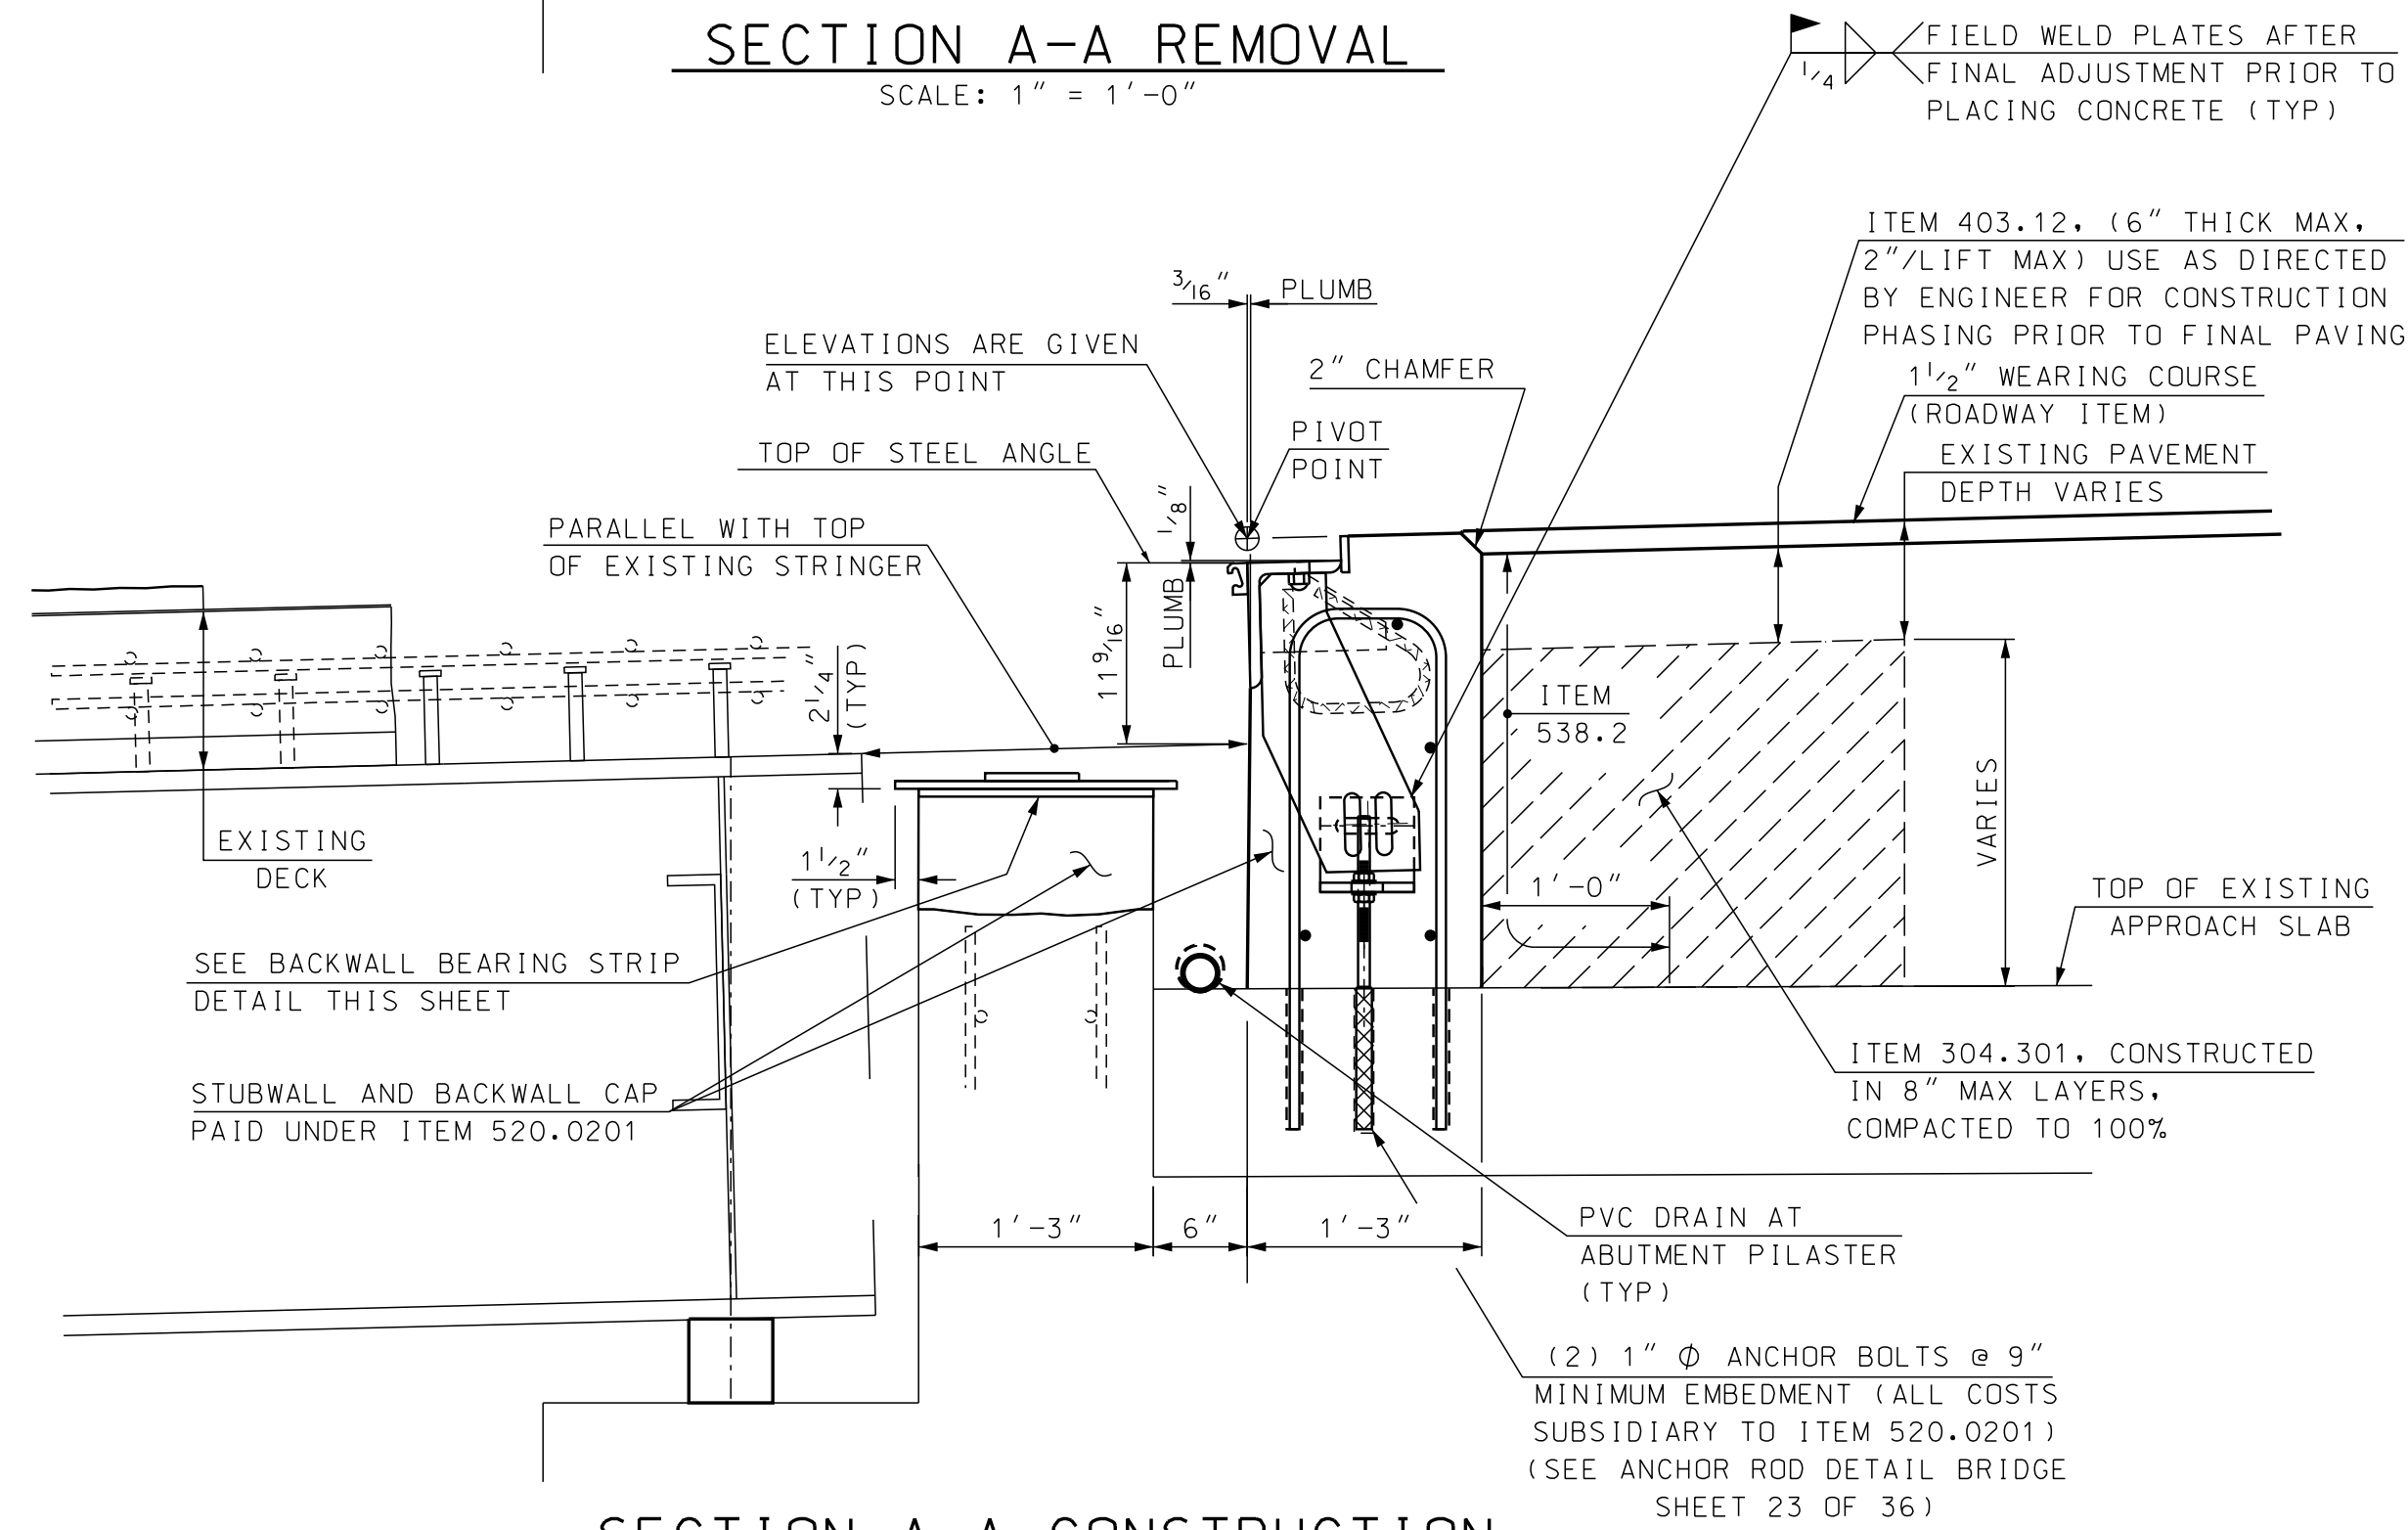 SECTION A-A REMOVAL
SCALE: 1" = 1'-0"
FIELD WELD PLATES AFTER
FINAL ADJUSTMENT PRIOR TO
PLACING CONCRETE (TYP)
1/4
ITEM 403.12, (6" THICK MAX,
2"/LIFT MAX) USE AS DIRECTED
BY ENGINEER FOR CONSTRUCTION
PHASING PRIOR TO FINAL PAVING
3/16"
PLUMB
ELEVATIONS ARE GIVEN
AT THIS POINT
2" CHAMFER
1 1/2" WEARING COURSE
(ROADWAY ITEM)
PIVOT
POINT
TOP OF STEEL ANGLE
EXISTING PAVEMENT
DEPTH VARIES
1/8"
PLUMB
PARALLEL WITH TOP
OF EXISTING STRINGER
11 9/16"
2 1/4"
(TYP)
ITEM
538.2
VARIES
EXISTING
DECK
1 1/2"
(TYP)
1'-0"
TOP OF EXISTING
APPROACH SLAB
SEE BACKWALL BEARING STRIP
DETAIL THIS SHEET
ITEM 304.301, CONSTRUCTED
IN 8" MAX LAYERS,
COMPACTED TO 100%
STUBWALL AND BACKWALL CAP
PAID UNDER ITEM 520.0201
1'-3"
6"
1'-3"
PVC DRAIN AT
ABUTMENT PILASTER
(TYP)
(2) 1" Ø ANCHOR BOLTS @ 9"
MINIMUM EMBEDMENT (ALL COSTS
SUBSIDIARY TO ITEM 520.0201)
(SEE ANCHOR ROD DETAIL BRIDGE
SHEET 23 OF 36)
SECTION A-A CONSTRUCTION